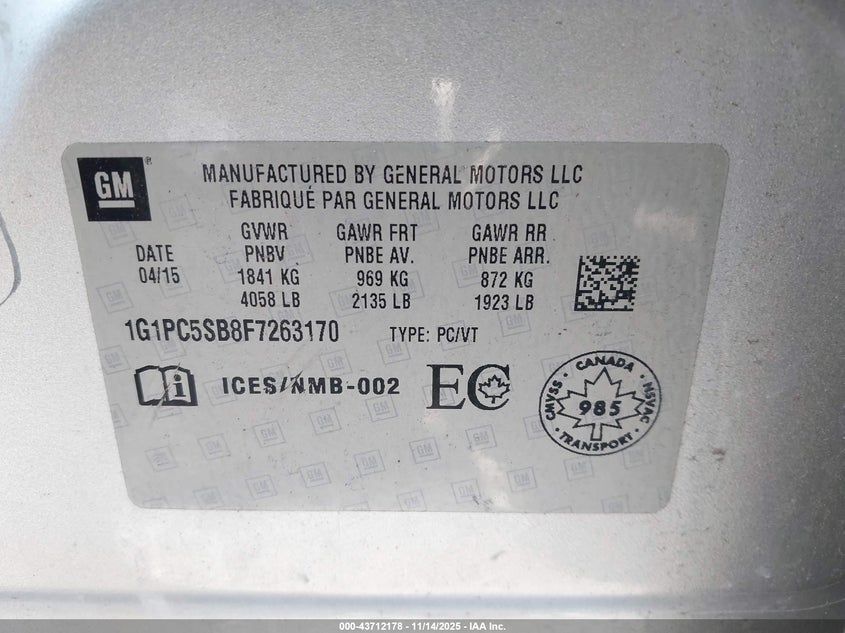 GM
MANUFACTURED BY GENERAL MOTORS LLC
FABRIQUÉ PAR GENERAL MOTORS LLC
GVWR GAWR FRT GAWR RR
DATE PNBV PNBE AV. PNBE ARR.
04/15 1841 KG 969 KG 872 KG
4058 LB 2135 LB 1923 LB
1G1PC5SB8F7263170 TYPE: PC/VT
ICES/NMB-002 EC
CANADA
CMVSS 985 NSVAC
TRANSPORT
000-43712178 - 11/14/2025 - IAA Inc.